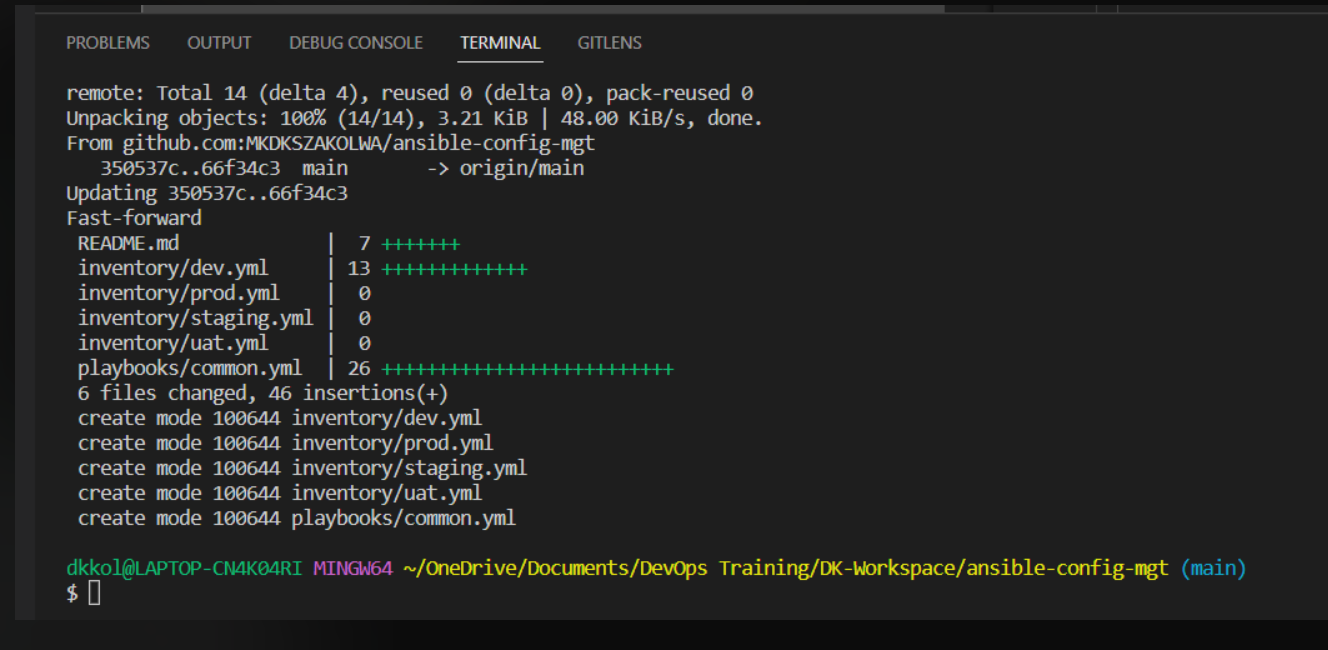 PROBLEMS OUTPUT DEBUG CONSOLE TERMINAL GITLENS
remote: Total 14 (delta 4), reused 0 (delta 0), pack-reused 0
Unpacking objects: 100% (14/14), 3.21 KiB | 48.00 KiB/s, done.
From github.com:MKDKSZAKOLWA/ansible-config-mgt
   350537c..66f34c3  main       -> origin/main
Updating 350537c..66f34c3
Fast-forward
 README.md             |  7 +++++++
 inventory/dev.yml     | 13 +++++++++++++
 inventory/prod.yml    |  0
 inventory/staging.yml |  0
 inventory/uat.yml     |  0
 playbooks/common.yml  | 26 ++++++++++++++++++++++++++
 6 files changed, 46 insertions(+)
 create mode 100644 inventory/dev.yml
 create mode 100644 inventory/prod.yml
 create mode 100644 inventory/staging.yml
 create mode 100644 inventory/uat.yml
 create mode 100644 playbooks/common.yml
dkkol@LAPTOP-CN4K04RI MINGW64 ~/OneDrive/Documents/DevOps Training/DK-Workspace/ansible-config-mgt (main)
$